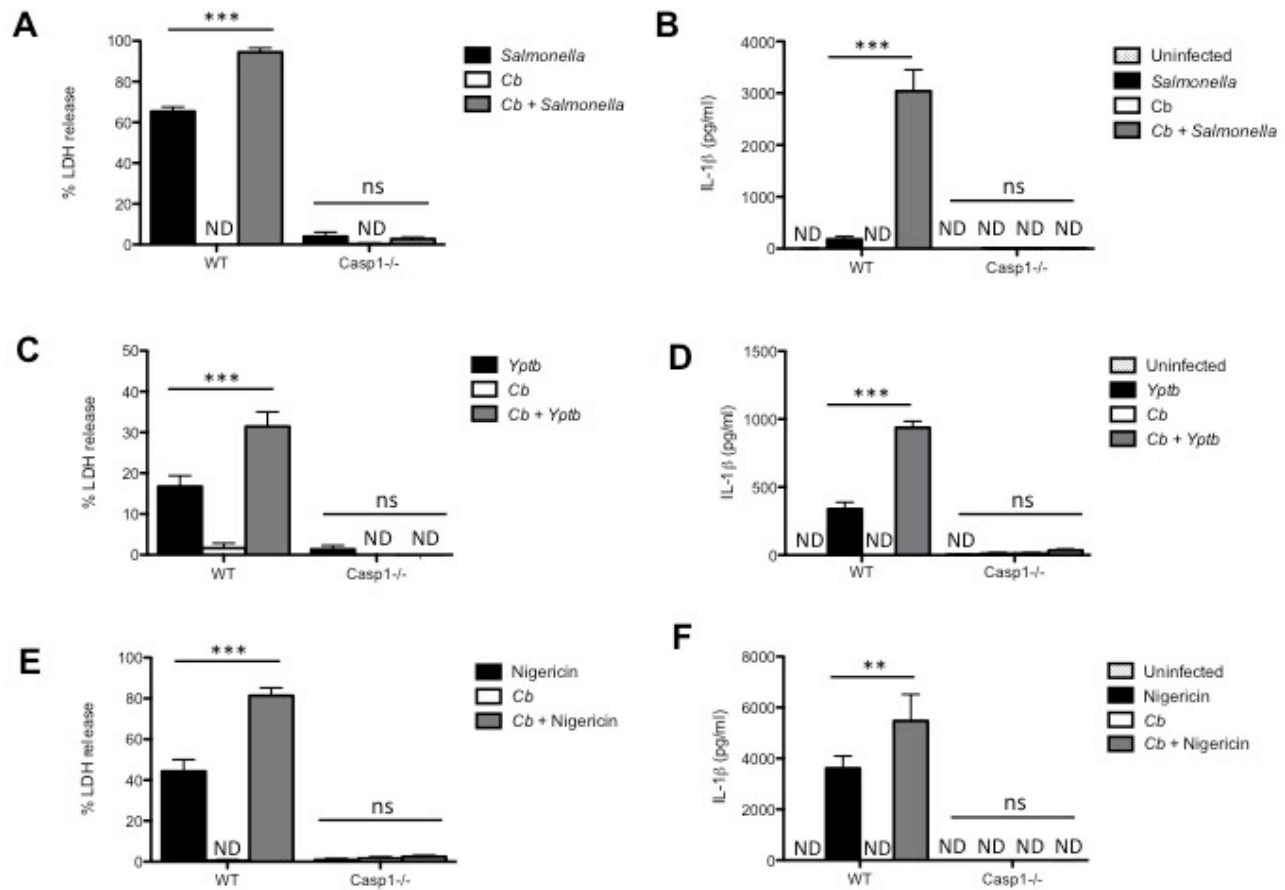 A
***
% LDH release
100
80
60
40
20
0
ND
ns
ND
WT
Casp1-/-
Salmonella
Cb
Cb + Salmonella
B
***
IL-1β (pg/ml)
4000
3000
2000
1000
0
ND
ND
ns
ND ND ND ND
WT
Casp1-/-
Uninfected
Salmonella
Cb
Cb + Salmonella
C
***
% LDH release
50
40
30
20
10
0
ns
ND ND
WT
Casp1-/-
Yptb
Cb
Cb + Yptb
D
***
IL-1β (pg/ml)
1500
1000
500
0
ND
ND
ns
ND
WT
Casp1-/-
Uninfected
Yptb
Cb
Cb + Yptb
E
***
% LDH release
100
80
60
40
20
0
ND
ns
WT
Casp1-/-
Nigericin
Cb
Cb + Nigericin
F
**
IL-1β (pg/ml)
8000
6000
4000
2000
0
ND
ND
ns
ND ND ND ND
WT
Casp1-/-
Uninfected
Nigericin
Cb
Cb + Nigericin